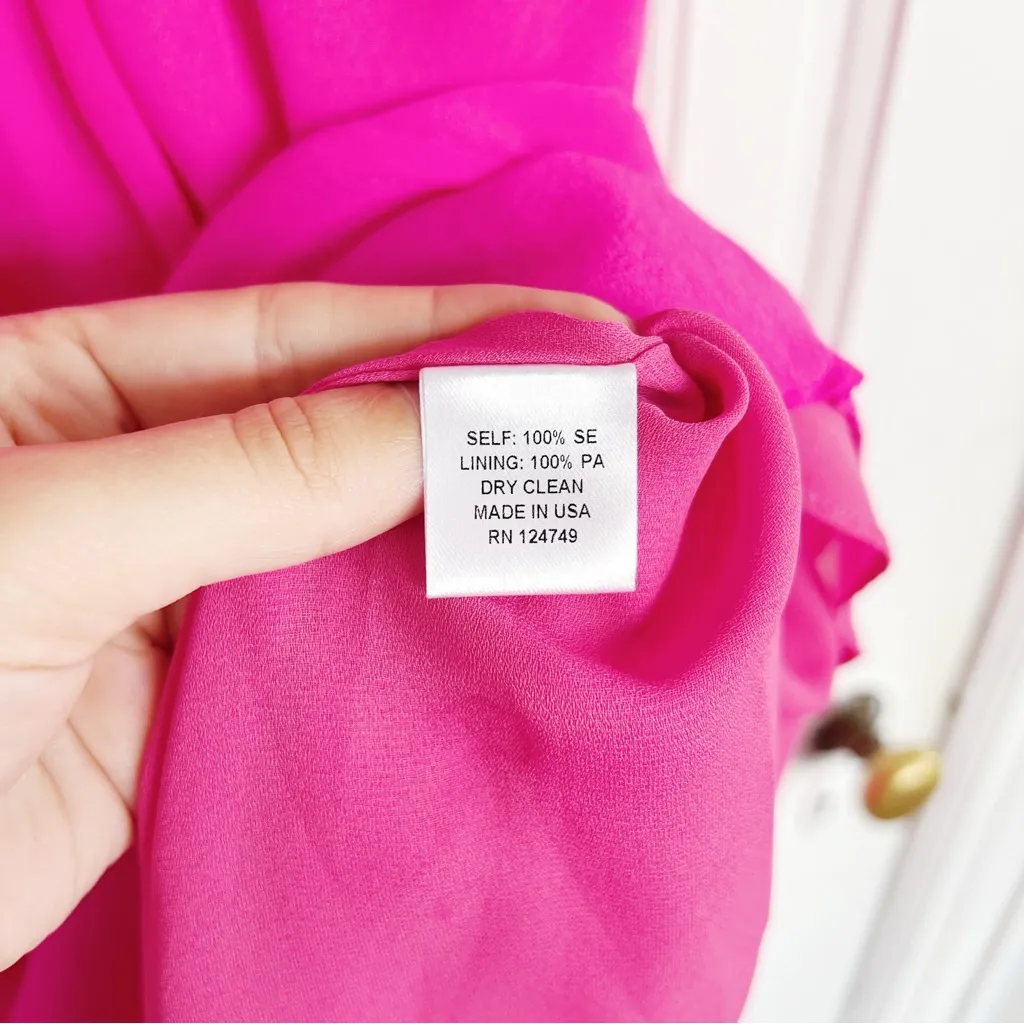 SELF: 100% SE
LINING: 100% PA
DRY CLEAN
MADE IN USA
RN 124749